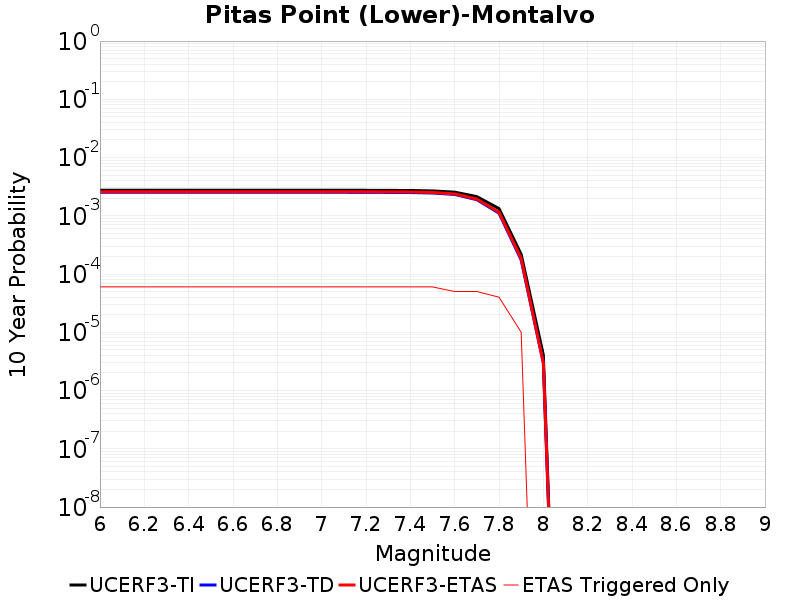 Pitas Point (Lower)-Montalvo
10 Year Probability
10^0
10^-1
10^-2
10^-3
10^-4
10^-5
10^-6
10^-7
10^-8
6 6.2 6.4 6.6 6.8 7 7.2 7.4 7.6 7.8 8 8.2 8.4 8.6 8.8 9
Magnitude
UCERF3-TI UCERF3-TD UCERF3-ETAS ETAS Triggered Only